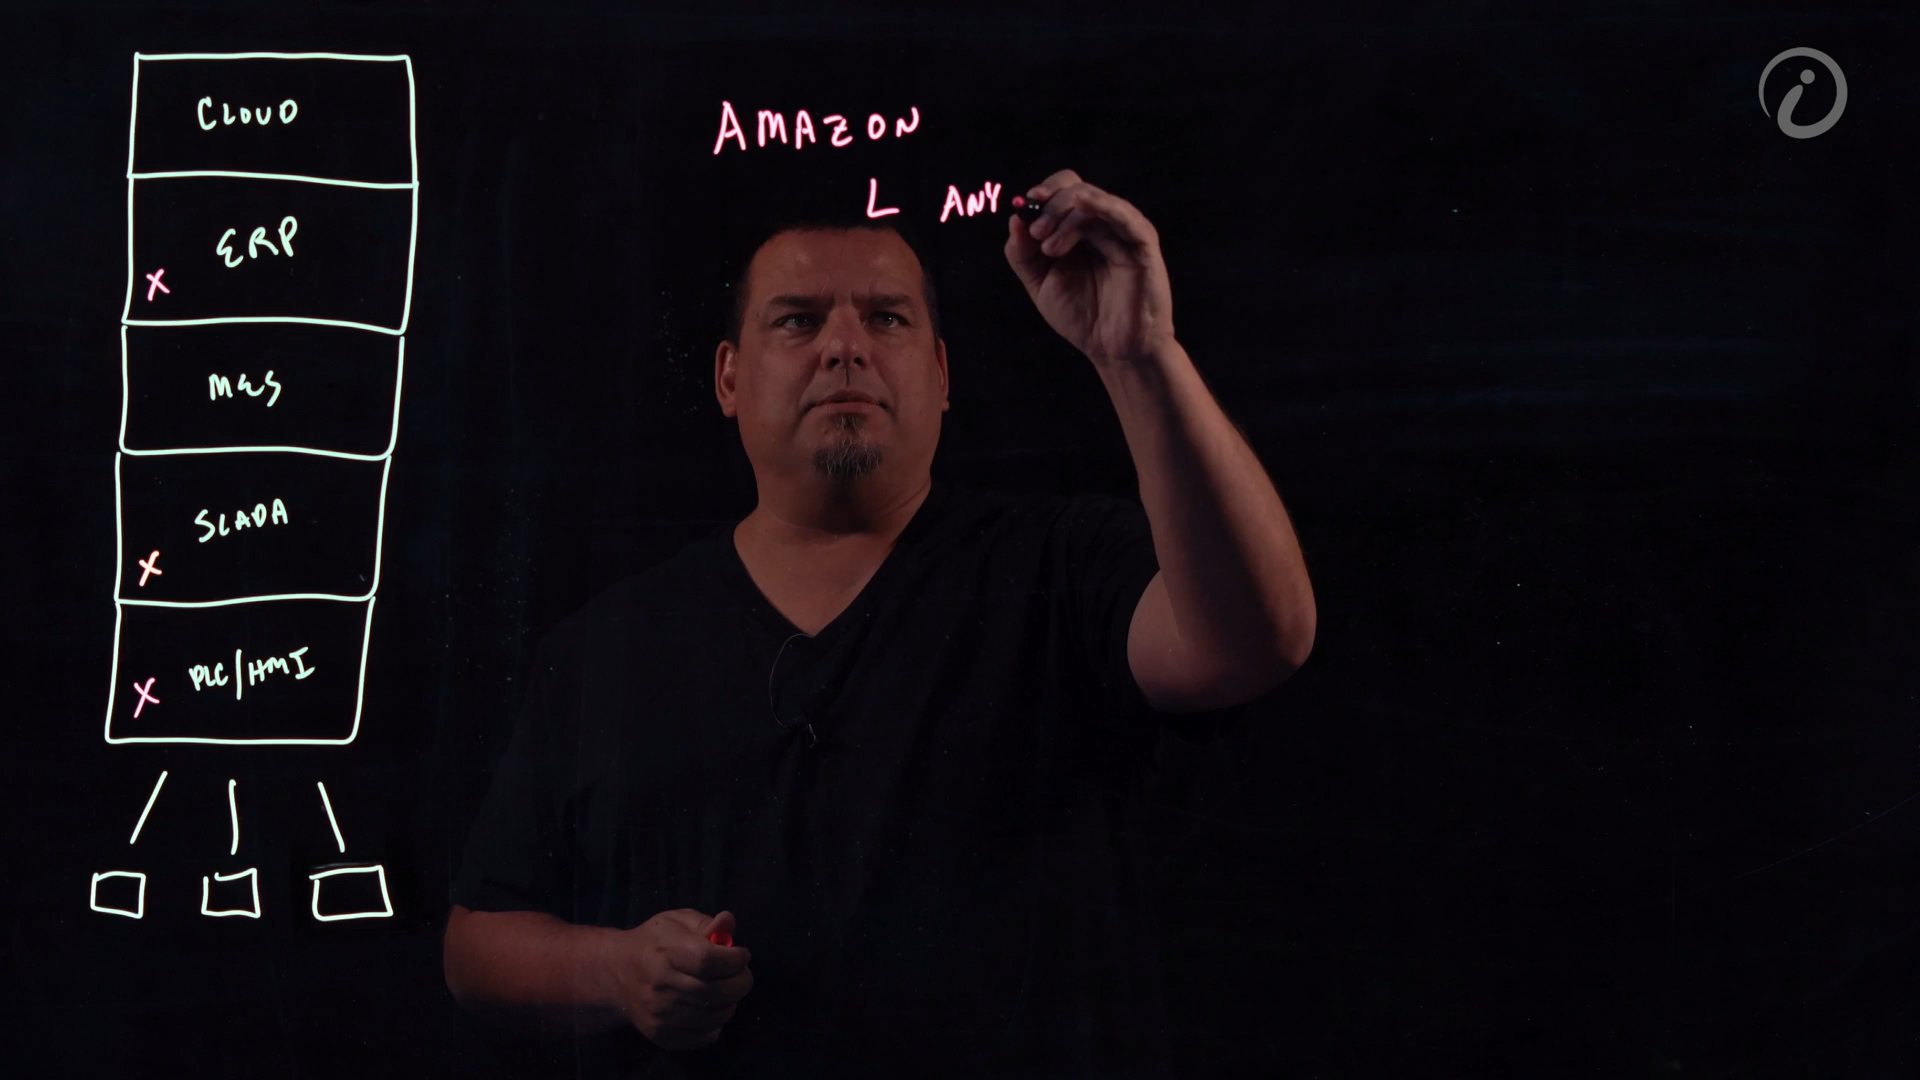 CLOUD
ERP
X
MES
SCADA
X
PLC/HMI
X
AMAZON
L ANY